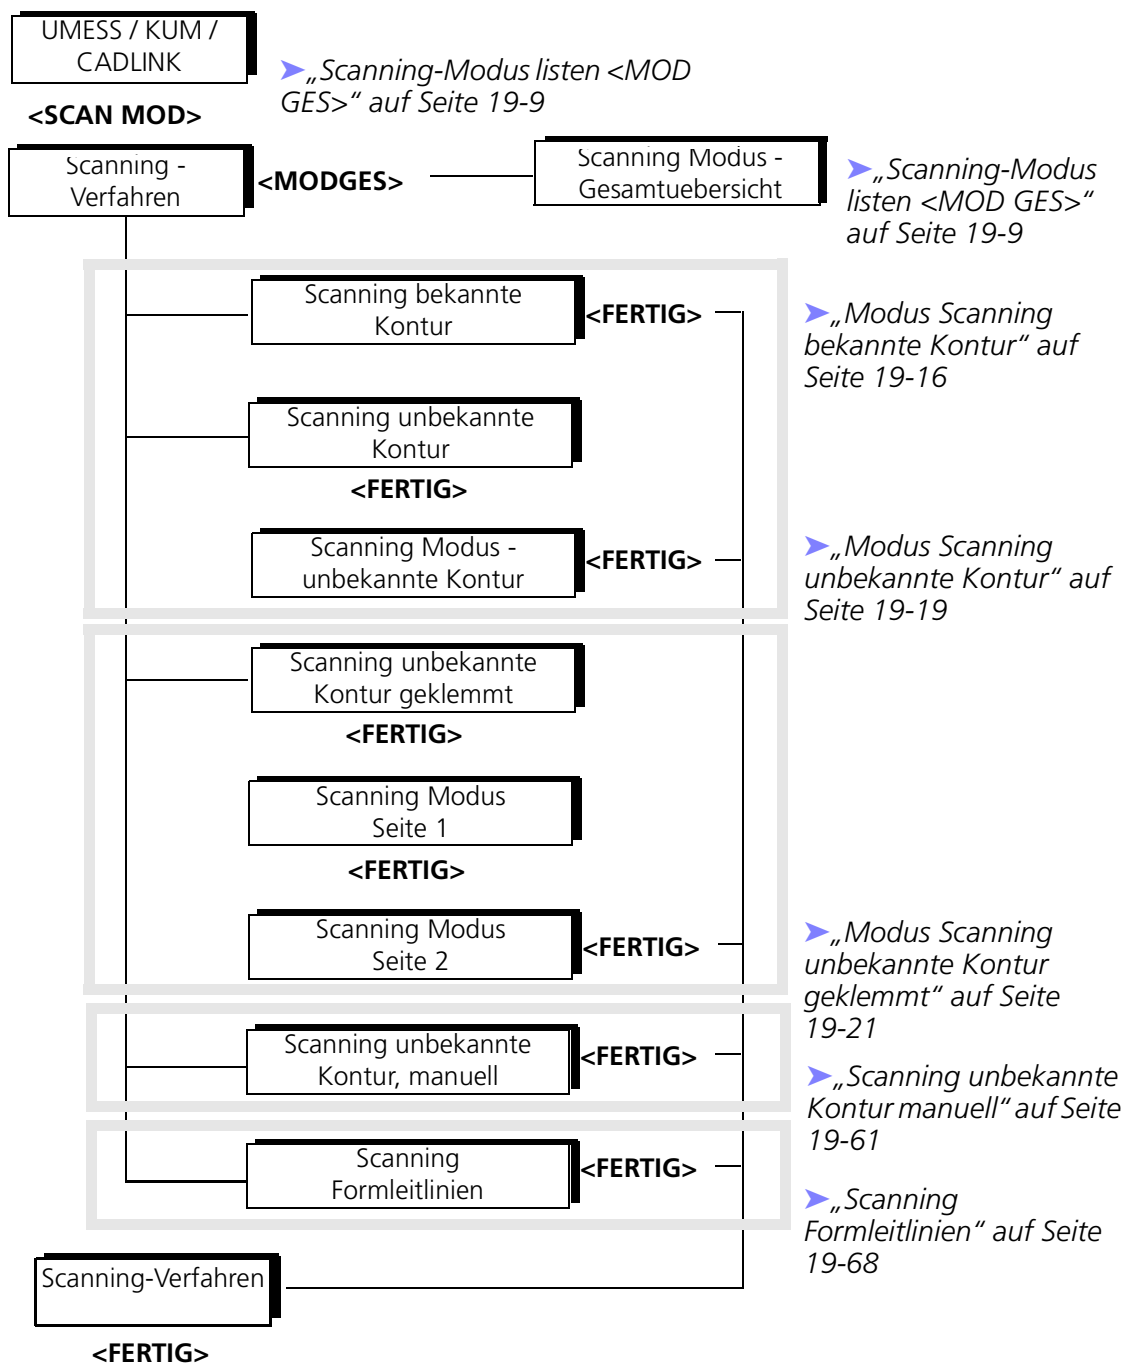 UMESS / KUM /
CADLINK
➤„Scanning-Modus listen <MOD
GES>“ auf Seite 19-9
<SCAN MOD>
Scanning -
Verfahren
<MODGES>
Scanning Modus -
Gesamtuebersicht
➤„Scanning-Modus
listen <MOD GES>“
auf Seite 19-9
Scanning bekannte
Kontur
<FERTIG>
➤„Modus Scanning
bekannte Kontur“ auf
Seite 19-16
Scanning unbekannte
Kontur
<FERTIG>
Scanning Modus -
unbekannte Kontur
<FERTIG>
➤„Modus Scanning
unbekannte Kontur“ auf
Seite 19-19
Scanning unbekannte
Kontur geklemmt
<FERTIG>
Scanning Modus
Seite 1
<FERTIG>
Scanning Modus
Seite 2
<FERTIG>
➤„Modus Scanning
unbekannte Kontur
geklemmt“ auf Seite
19-21
Scanning unbekannte
Kontur, manuell
<FERTIG>
➤„Scanning unbekannte
Kontur manuell“ auf Seite
19-61
Scanning
Formleitlinien
<FERTIG>
➤„Scanning
Formleitlinien“ auf Seite
19-68
Scanning-Verfahren
<FERTIG>